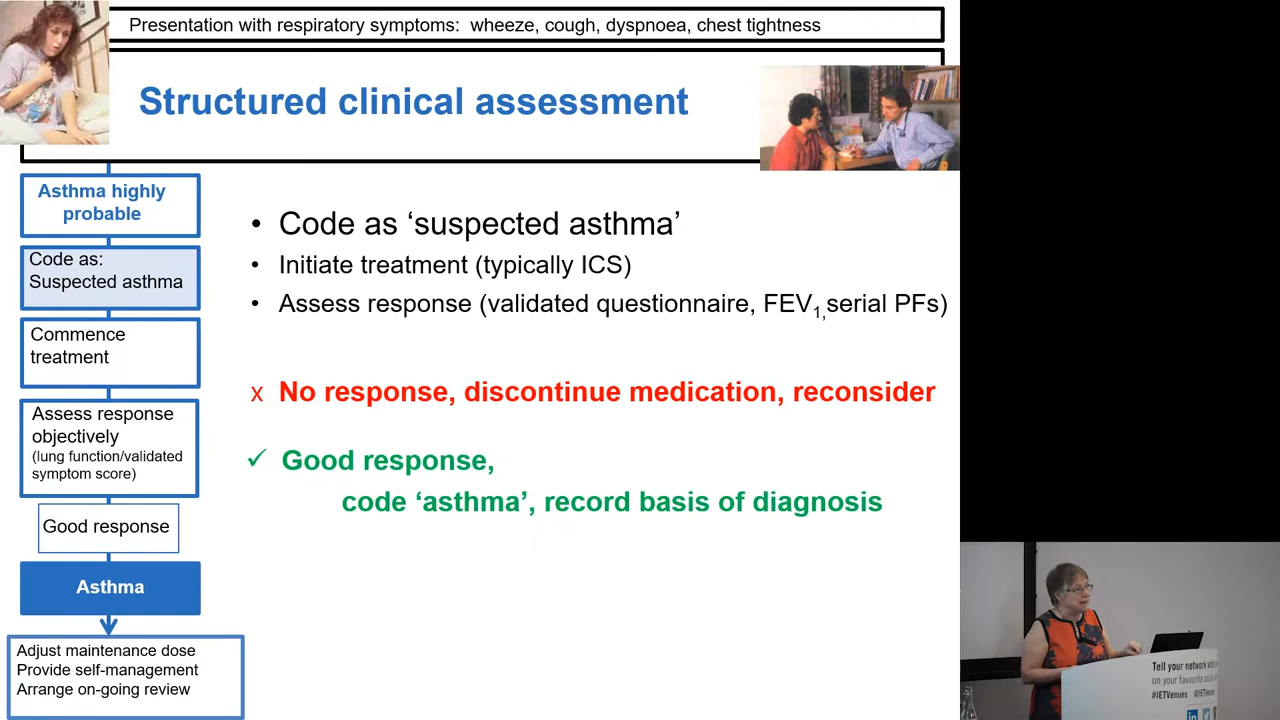 Presentation with respiratory symptoms: wheeze, cough, dyspnoea, chest tightness
Structured clinical assessment
Asthma highly
probable
Code as:
Suspected asthma
Commence
treatment
Assess response
objectively
(lung function/validated
symptom score)
Good response
Asthma
Adjust maintenance dose
Provide self-management
Arrange on-going review
• Code as ‘suspected asthma’
• Initiate treatment (typically ICS)
• Assess response (validated questionnaire, FEV1,serial PFs)
x No response, discontinue medication, reconsider
✓ Good response,
code ‘asthma’, record basis of diagnosis
Tell your network
on your favourite
#IETVenues @IETVenues